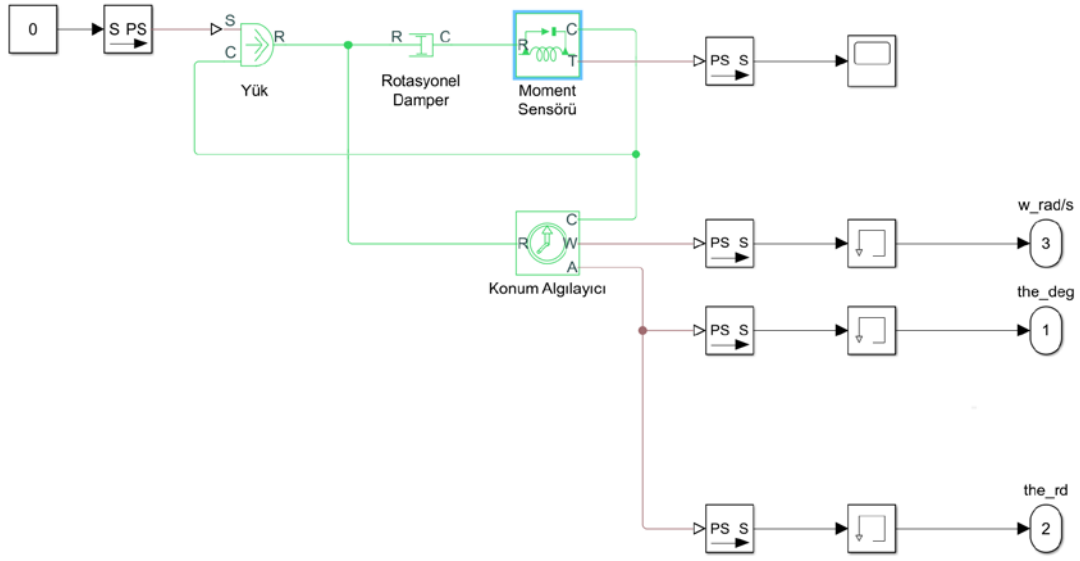 0
S PS
S
C
R
Yük
R
C
Rotasyonel
Damper
R
C
T
Moment
Sensörü
PS S
R
C
W
A
Konum Algılayıcı
PS S
w_rad/s
3
PS S
the_deg
1
PS S
the_rd
2